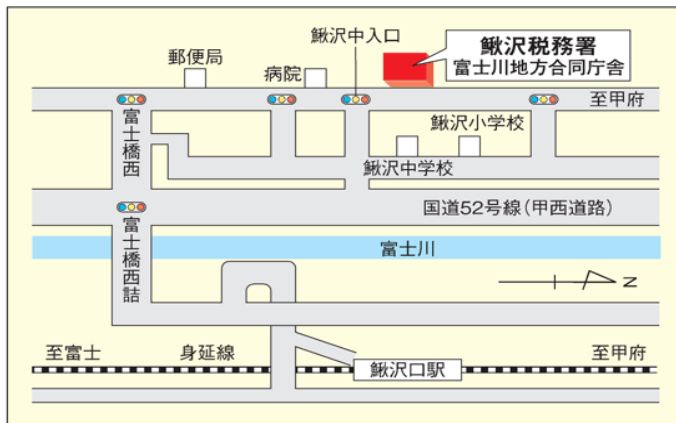 鰍沢中入口
鰍沢税務署
富士川地方合同庁舎
郵便局
病院
至甲府
富士橋西
鰍沢小学校
鰍沢中学校
国道52号線(甲西道路)
富士橋西詰
富士川
N
至富士
身延線
至甲府
鰍沢口駅